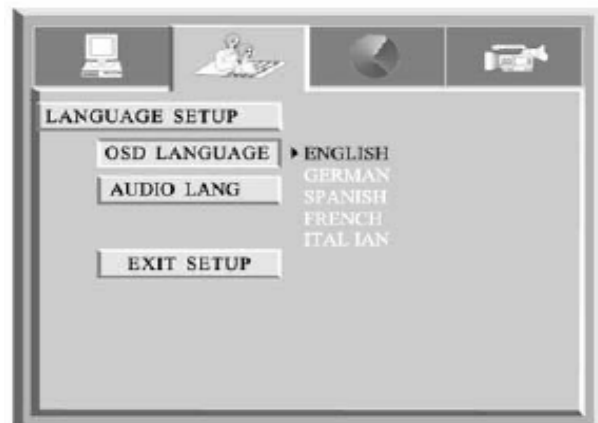 LANGUAGE SETUP
OSD LANGUAGE ENGLISH
GERMAN
AUDIO LANG SPANISH
FRENCH
ITAL IAN
EXIT SETUP